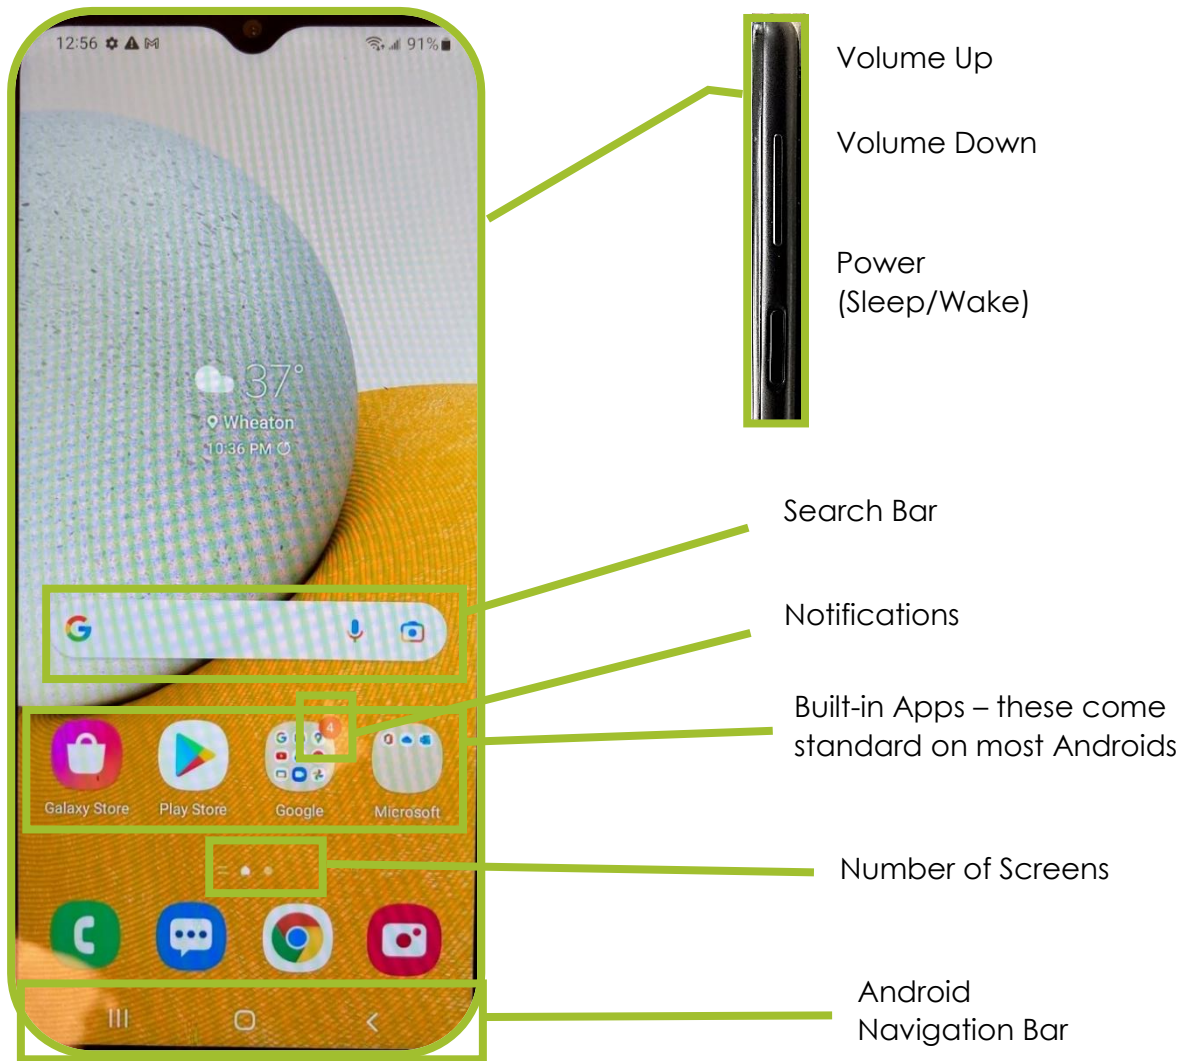 12:56
91%
Volume Up
Volume Down
Power
(Sleep/Wake)
37°
Wheaton
10:36 PM
Search Bar
G
Notifications
4
Built-in Apps – these come
standard on most Androids
Galaxy Store
Play Store
Google
Microsoft
Number of Screens
Android
Navigation Bar